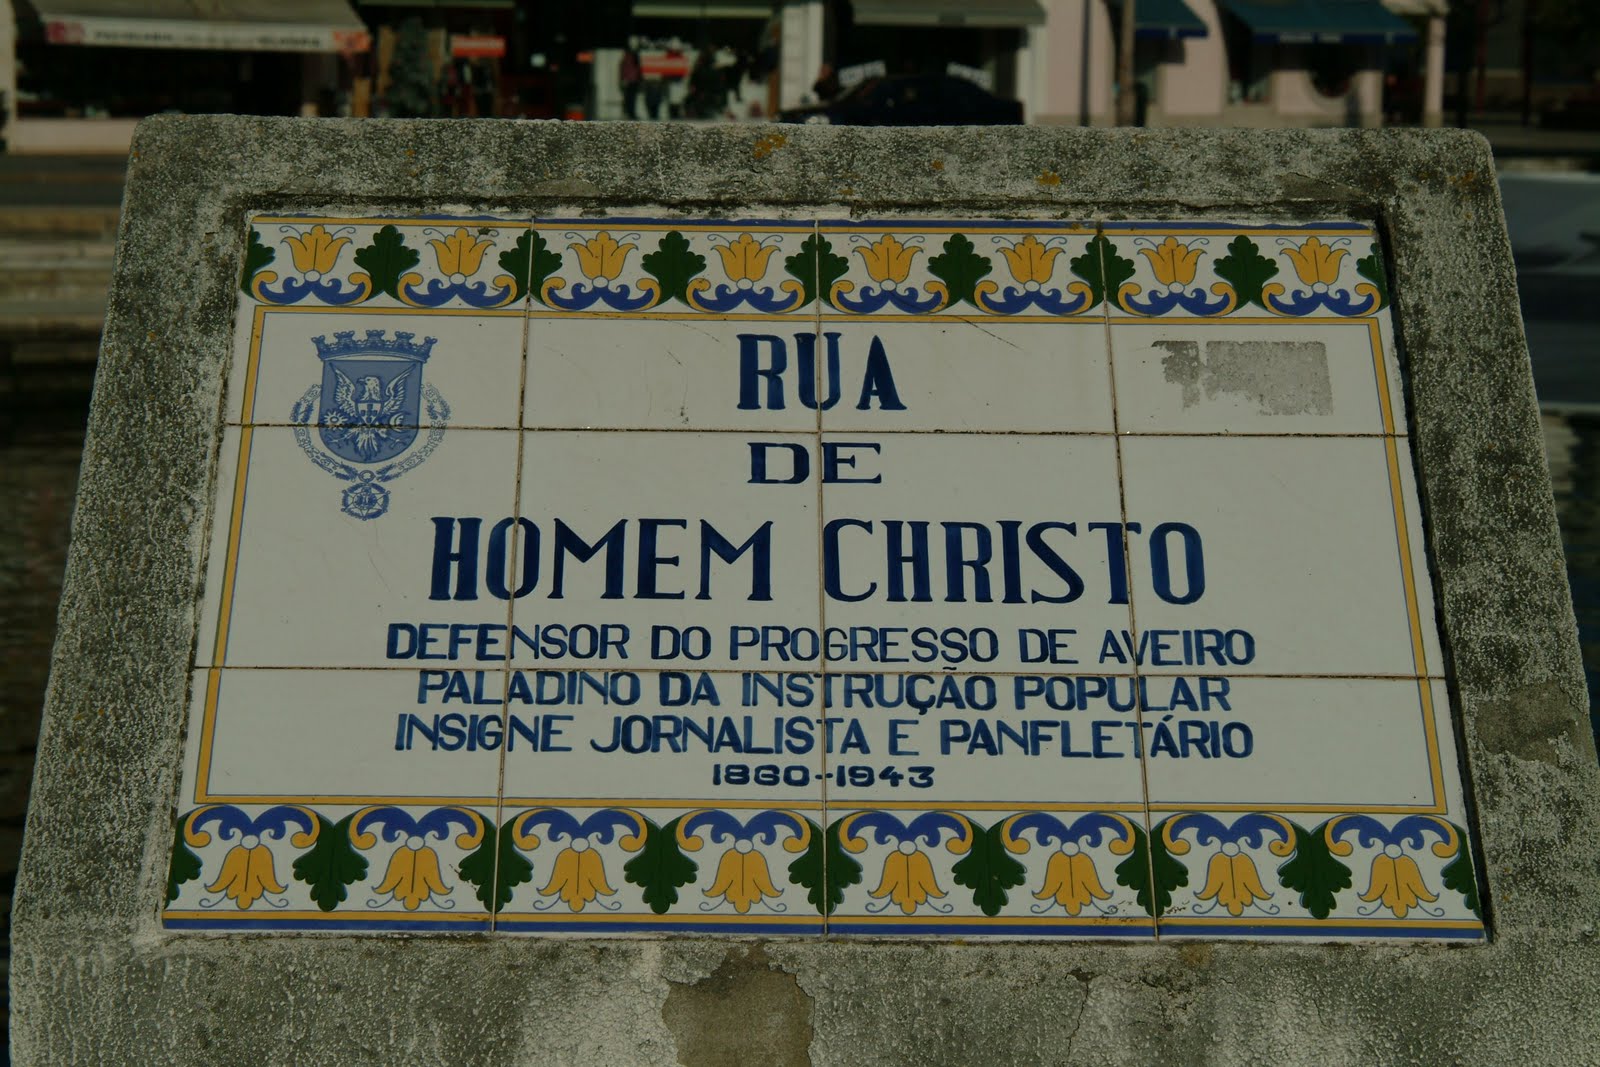 RUA
DE
HOMEM CHRISTO
DEFENSOR DO PROGRESSO DE AVEIRO
PALADINO DA INSTRUÇÃO POPULAR
INSIGNE JORNALISTA E PANFLETÁRIO
1860-1943